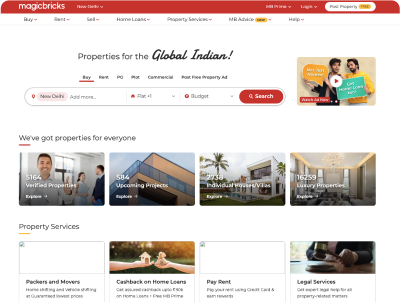 magicbricks New Delhi MB Prime Login Post Property FREE
Buy Rent Sell Home Loans Property Services MB Advice NEW Help
Properties for the Global Indian!
Buy Rent PG Plot Commercial Post Free Property Ad
New Delhi Add more... Flat +1 Budget Search
Watch Ad Here
We've got properties for everyone
5164 584 2738 16259
Verified Properties Upcoming Projects Individual Houses/Villas Luxury Properties
Explore Explore Explore Explore
Property Services
Packers and Movers Cashback on Home Loans Pay Rent Legal Services
Home shifting and Vehicle shifting Get assured cashback upto ₹10k Pay your rent using Credit Card & Get expert legal help for all
at Guaranteed lowest prices on Home Loans + Free MB Prime earn rewards property-related matters